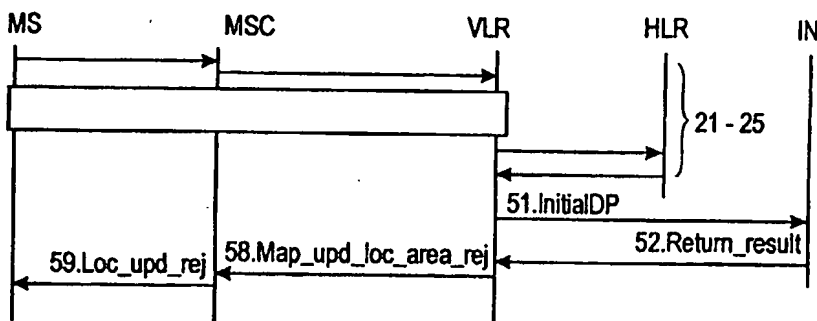 MS MSC VLR HLR IN
21 - 25
51.InitialDP
52.Return_result
58.Map_upd_loc_area_rej
59.Loc_upd_rej